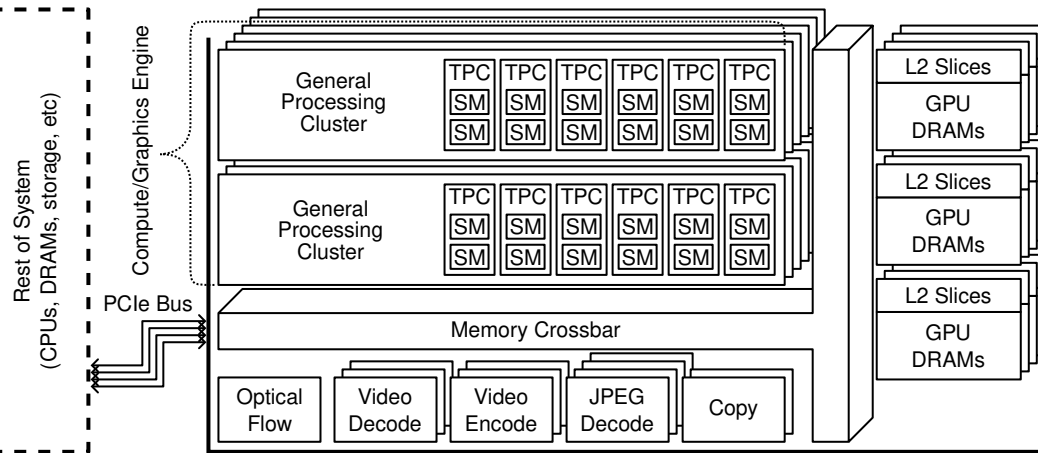 Rest of System
(CPUs, DRAMs, storage, etc)
Compute/Graphics Engine
PCIe Bus
General
Processing
Cluster
TPC TPC TPC TPC TPC TPC
SM SM SM SM SM SM
SM SM SM SM SM SM
General
Processing
Cluster
TPC TPC TPC TPC TPC TPC
SM SM SM SM SM SM
SM SM SM SM SM SM
Memory Crossbar
Optical
Flow
Video
Decode
Video
Encode
JPEG
Decode
Copy
L2 Slices
GPU
DRAMs
L2 Slices
GPU
DRAMs
L2 Slices
GPU
DRAMs